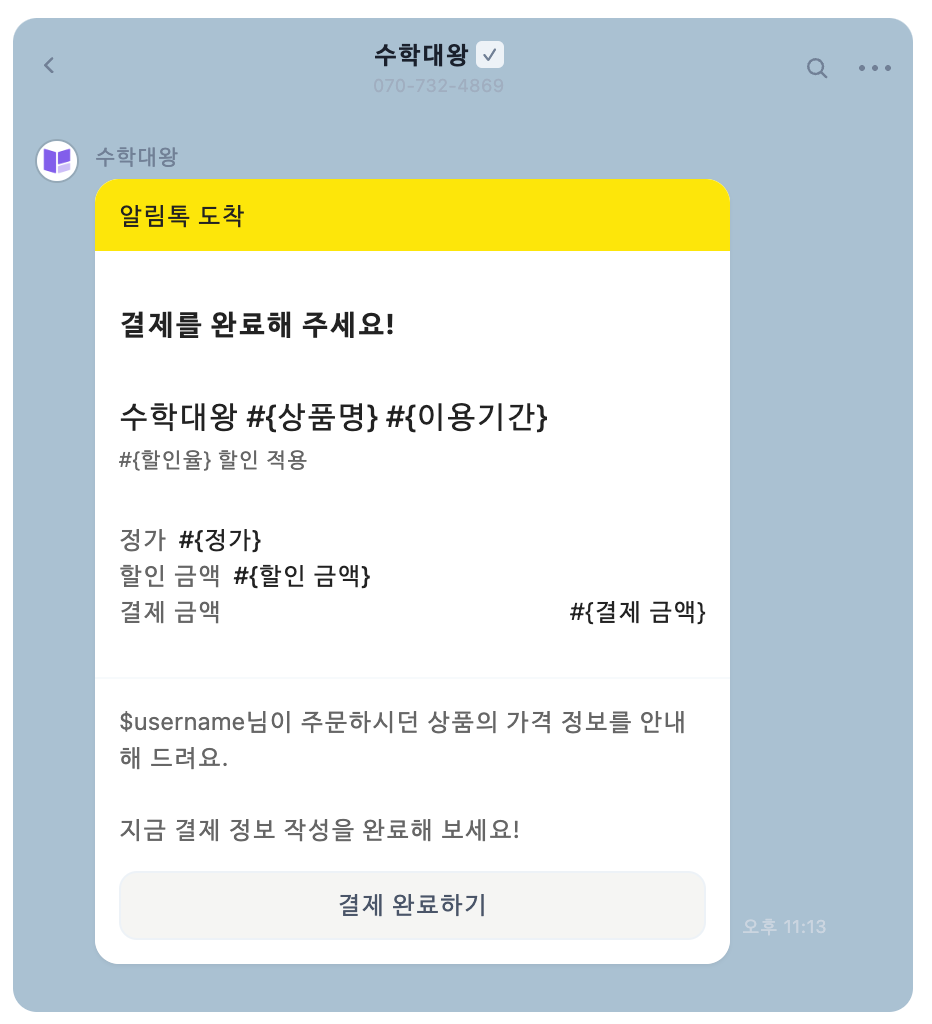 수학대왕
070-732-4869
수학대왕
알림톡 도착
결제를 완료해 주세요!
수학대왕 #{상품명} #{이용기간}
#{할인율} 할인 적용
정가 #{정가}
할인 금액 #{할인 금액}
결제 금액 #{결제 금액}
$username님이 주문하시던 상품의 가격 정보를 안내
해 드려요.
지금 결제 정보 작성을 완료해 보세요!
결제 완료하기
오후 11:13